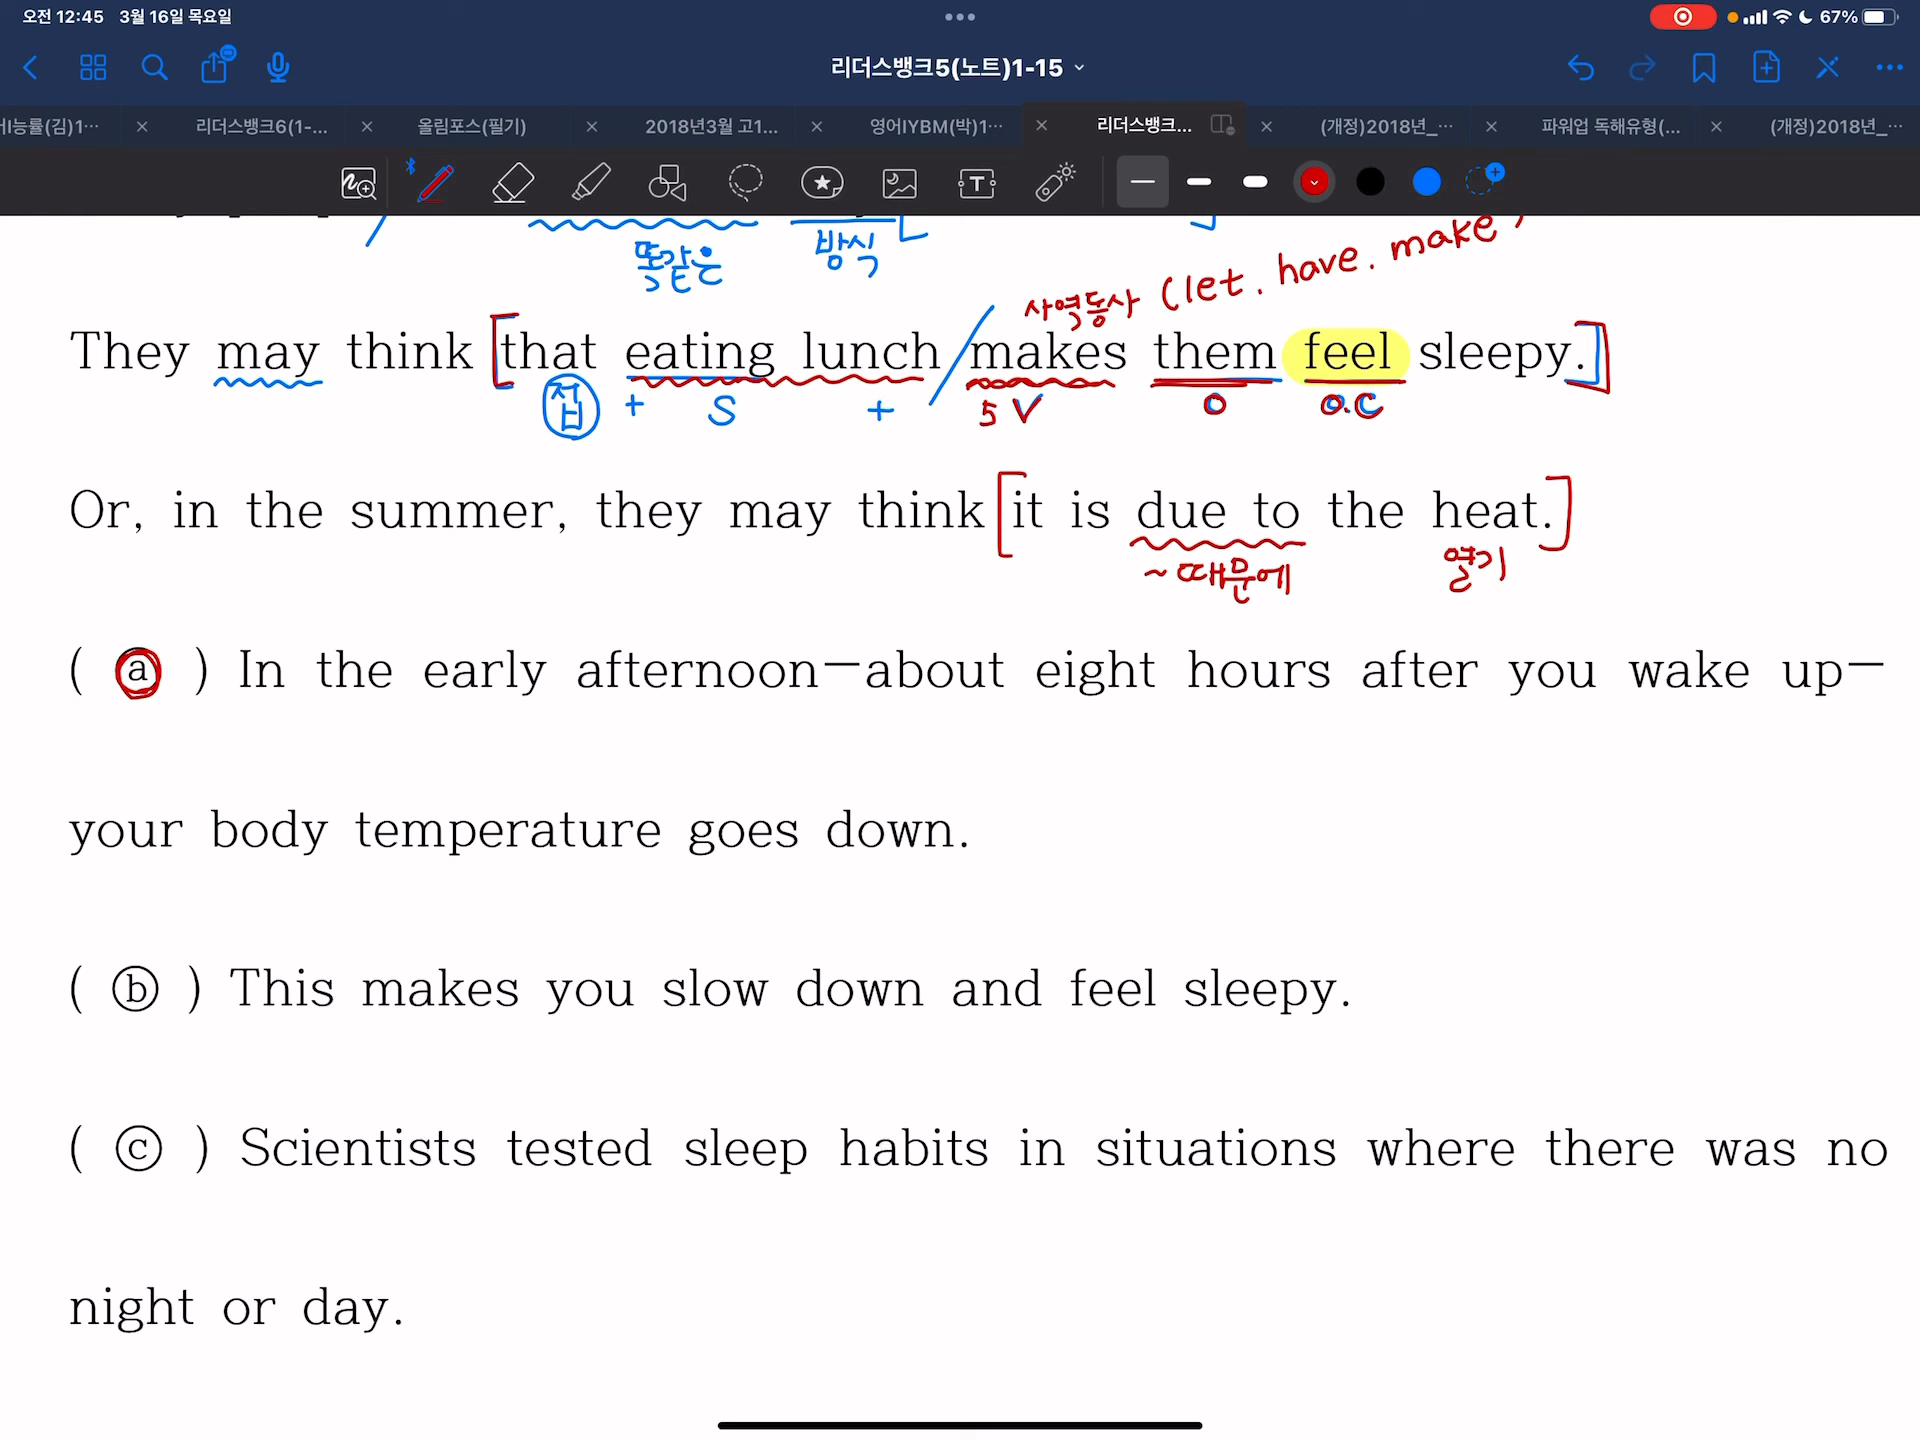 오전 12:45 3월 16일 목요일
67%
리더스뱅크5(노트)1-15
어I능률(김)1… 리더스뱅크6(1-… 올림포스(필기) 2018년3월 고1… 영어IYBM(박)1… 리더스뱅크… (개정)2018년_… 파워업 독해유형(… (개정)2018년_…
똑같은 방식
사역동사 (let, have, make,
They may think [that eating lunch / makes them feel sleepy.]
접 + S + 5 V O O.C
Or, in the summer, they may think [it is due to the heat.]
~때문에 열기
( ⓐ ) In the early afternoon—about eight hours after you wake up—
your body temperature goes down.
( ⓑ ) This makes you slow down and feel sleepy.
( ⓒ ) Scientists tested sleep habits in situations where there was no
night or day.